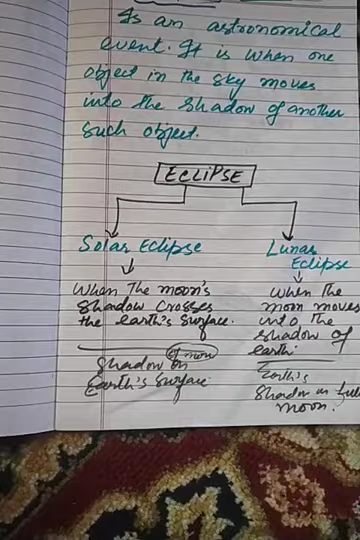 Is an astronomical
event. It is when one
object in the sky moves
into the shadow of another
such object.
ECLIPSE
Solar Eclipse
When The moon's
shadow crosses
the earth's surface.
of moon
Shadow on
Earth's surface
Lunar
Eclipse
when the
moon moves
into the
shadow of
earth.
Earth's
Shadow in full
moon.